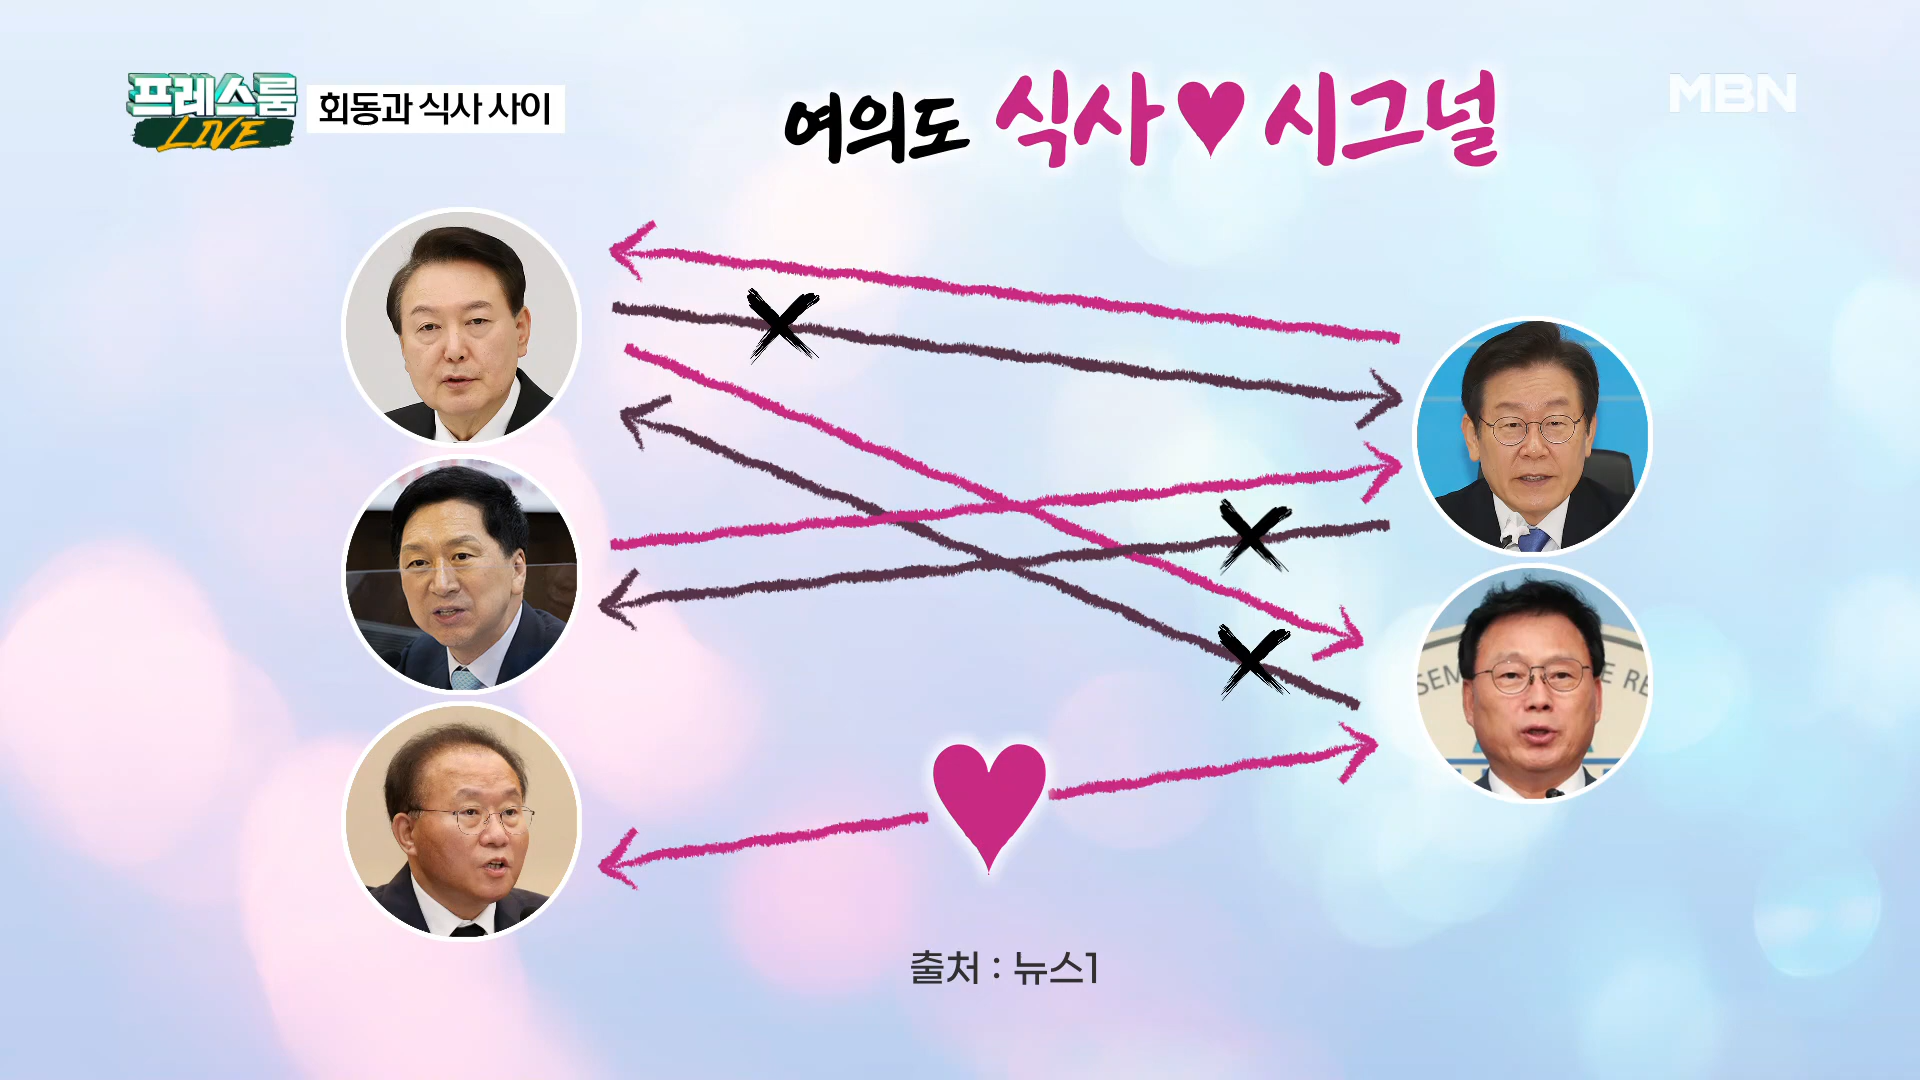 프레스룸
LIVE
회동과 식사 사이
여의도 식사♥시그널
MBN
SEM
E RE
출처 : 뉴스1